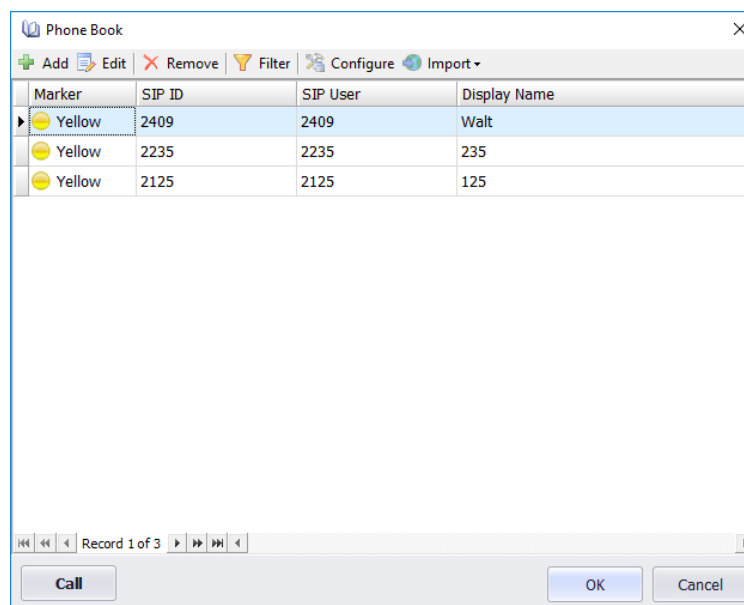 Phone Book
Add Edit Remove Filter Configure Import
Marker SIP ID SIP User Display Name
Yellow 2409 2409 Walt
Yellow 2235 2235 235
Yellow 2125 2125 125
Record 1 of 3
Call OK Cancel